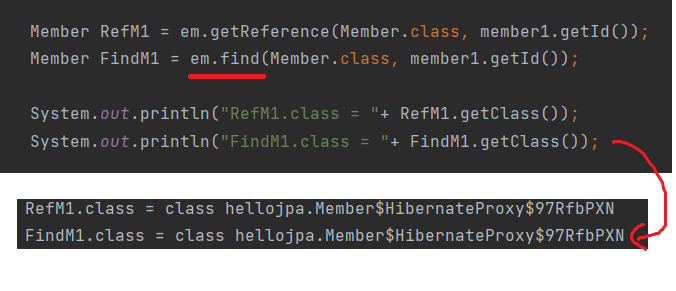 Member RefM1 = em.getReference(Member.class, member1.getId());
Member FindM1 = em.find(Member.class, member1.getId());
System.out.println("RefM1.class = "+ RefM1.getClass());
System.out.println("FindM1.class = "+ FindM1.getClass());
RefM1.class = class hellojpa.Member$HibernateProxy$97RfbPXN
FindM1.class = class hellojpa.Member$HibernateProxy$97RfbPXN